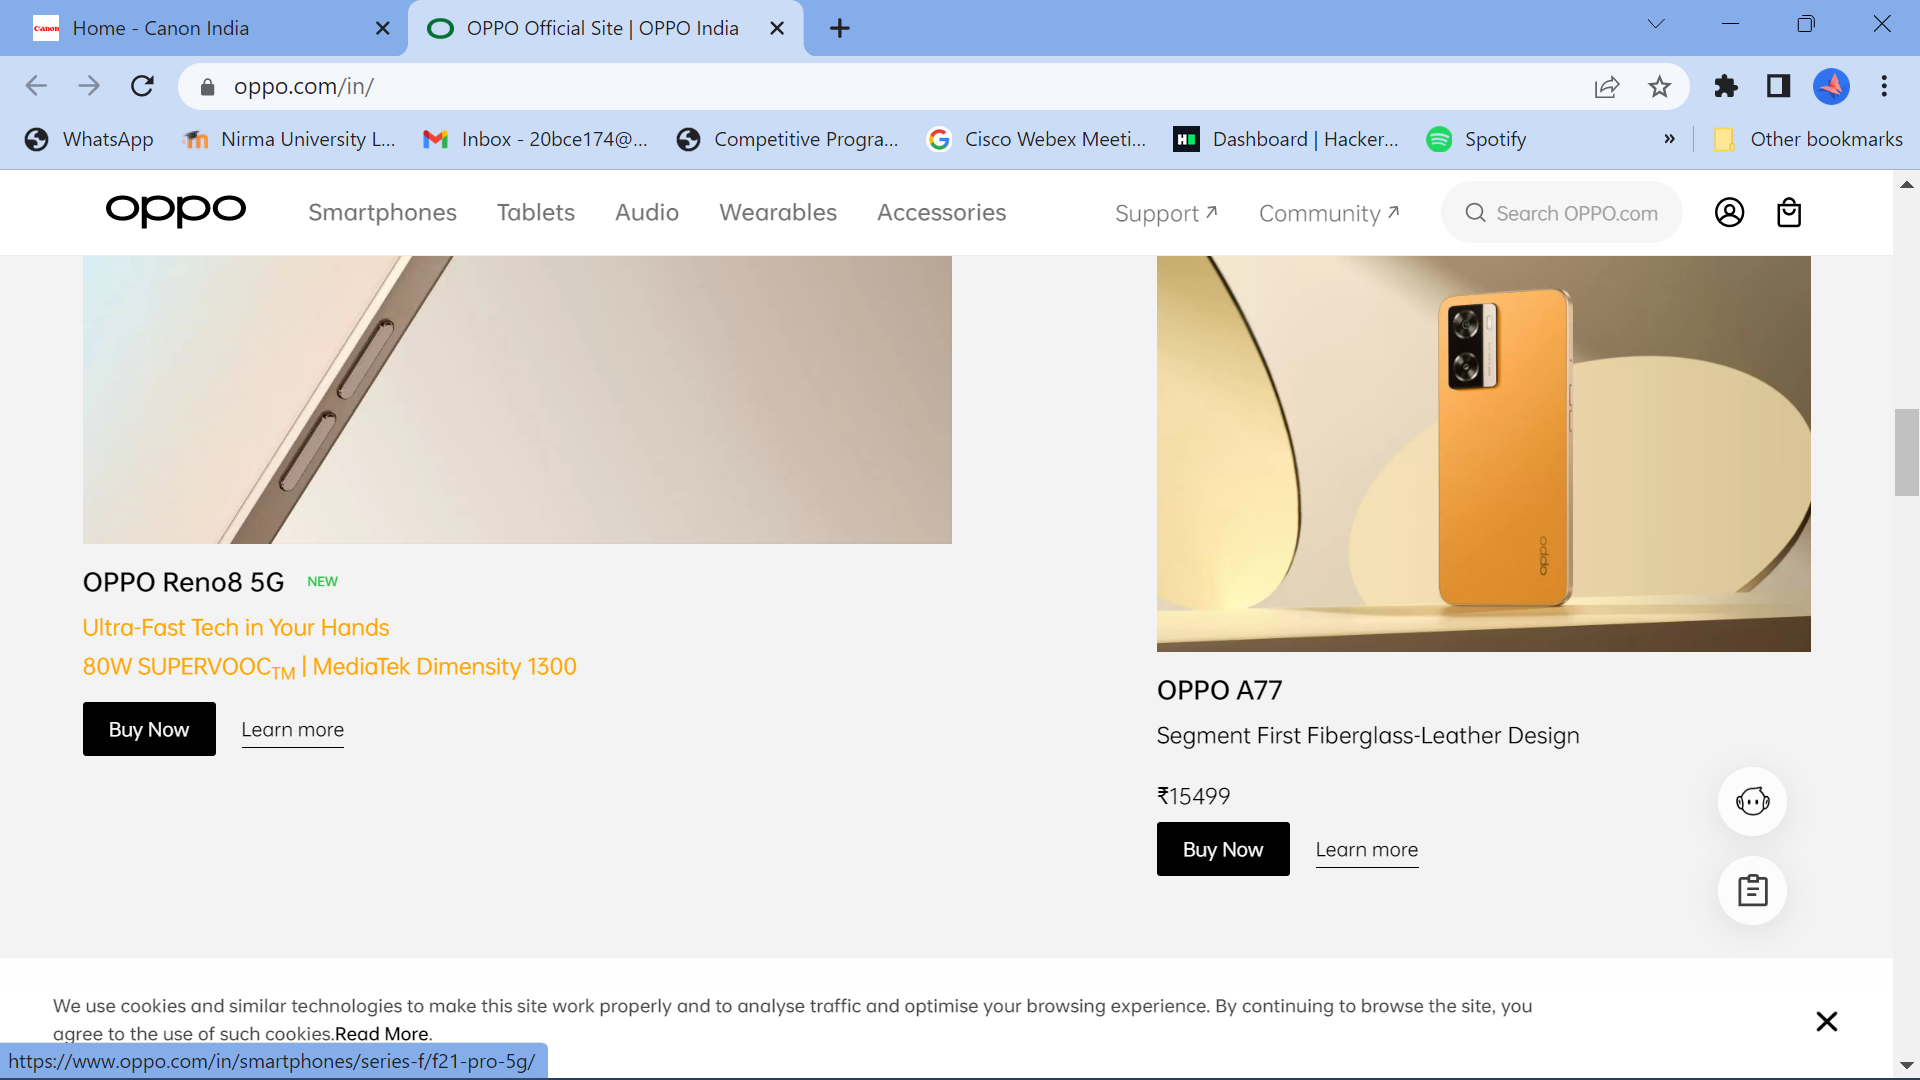 Canon
Home - Canon India
OPPO Official Site | OPPO India
oppo.com/in/
WhatsApp
Nirma University L...
Inbox - 20bce174@...
Competitive Progra...
Cisco Webex Meeti...
Dashboard | Hacker...
Spotify
»
Other bookmarks
oppo
Smartphones
Tablets
Audio
Wearables
Accessories
Support
Community
Search OPPO.com
oppo
OPPO Reno8 5G NEW
Ultra-Fast Tech in Your Hands
80W SUPERVOOCTM | MediaTek Dimensity 1300
Buy Now
Learn more
OPPO A77
Segment First Fiberglass-Leather Design
₹15499
Buy Now
Learn more
We use cookies and similar technologies to make this site work properly and to analyse traffic and optimise your browsing experience. By continuing to browse the site, you
agree to the use of such cookies.Read More.
https://www.oppo.com/in/smartphones/series-f/f21-pro-5g/